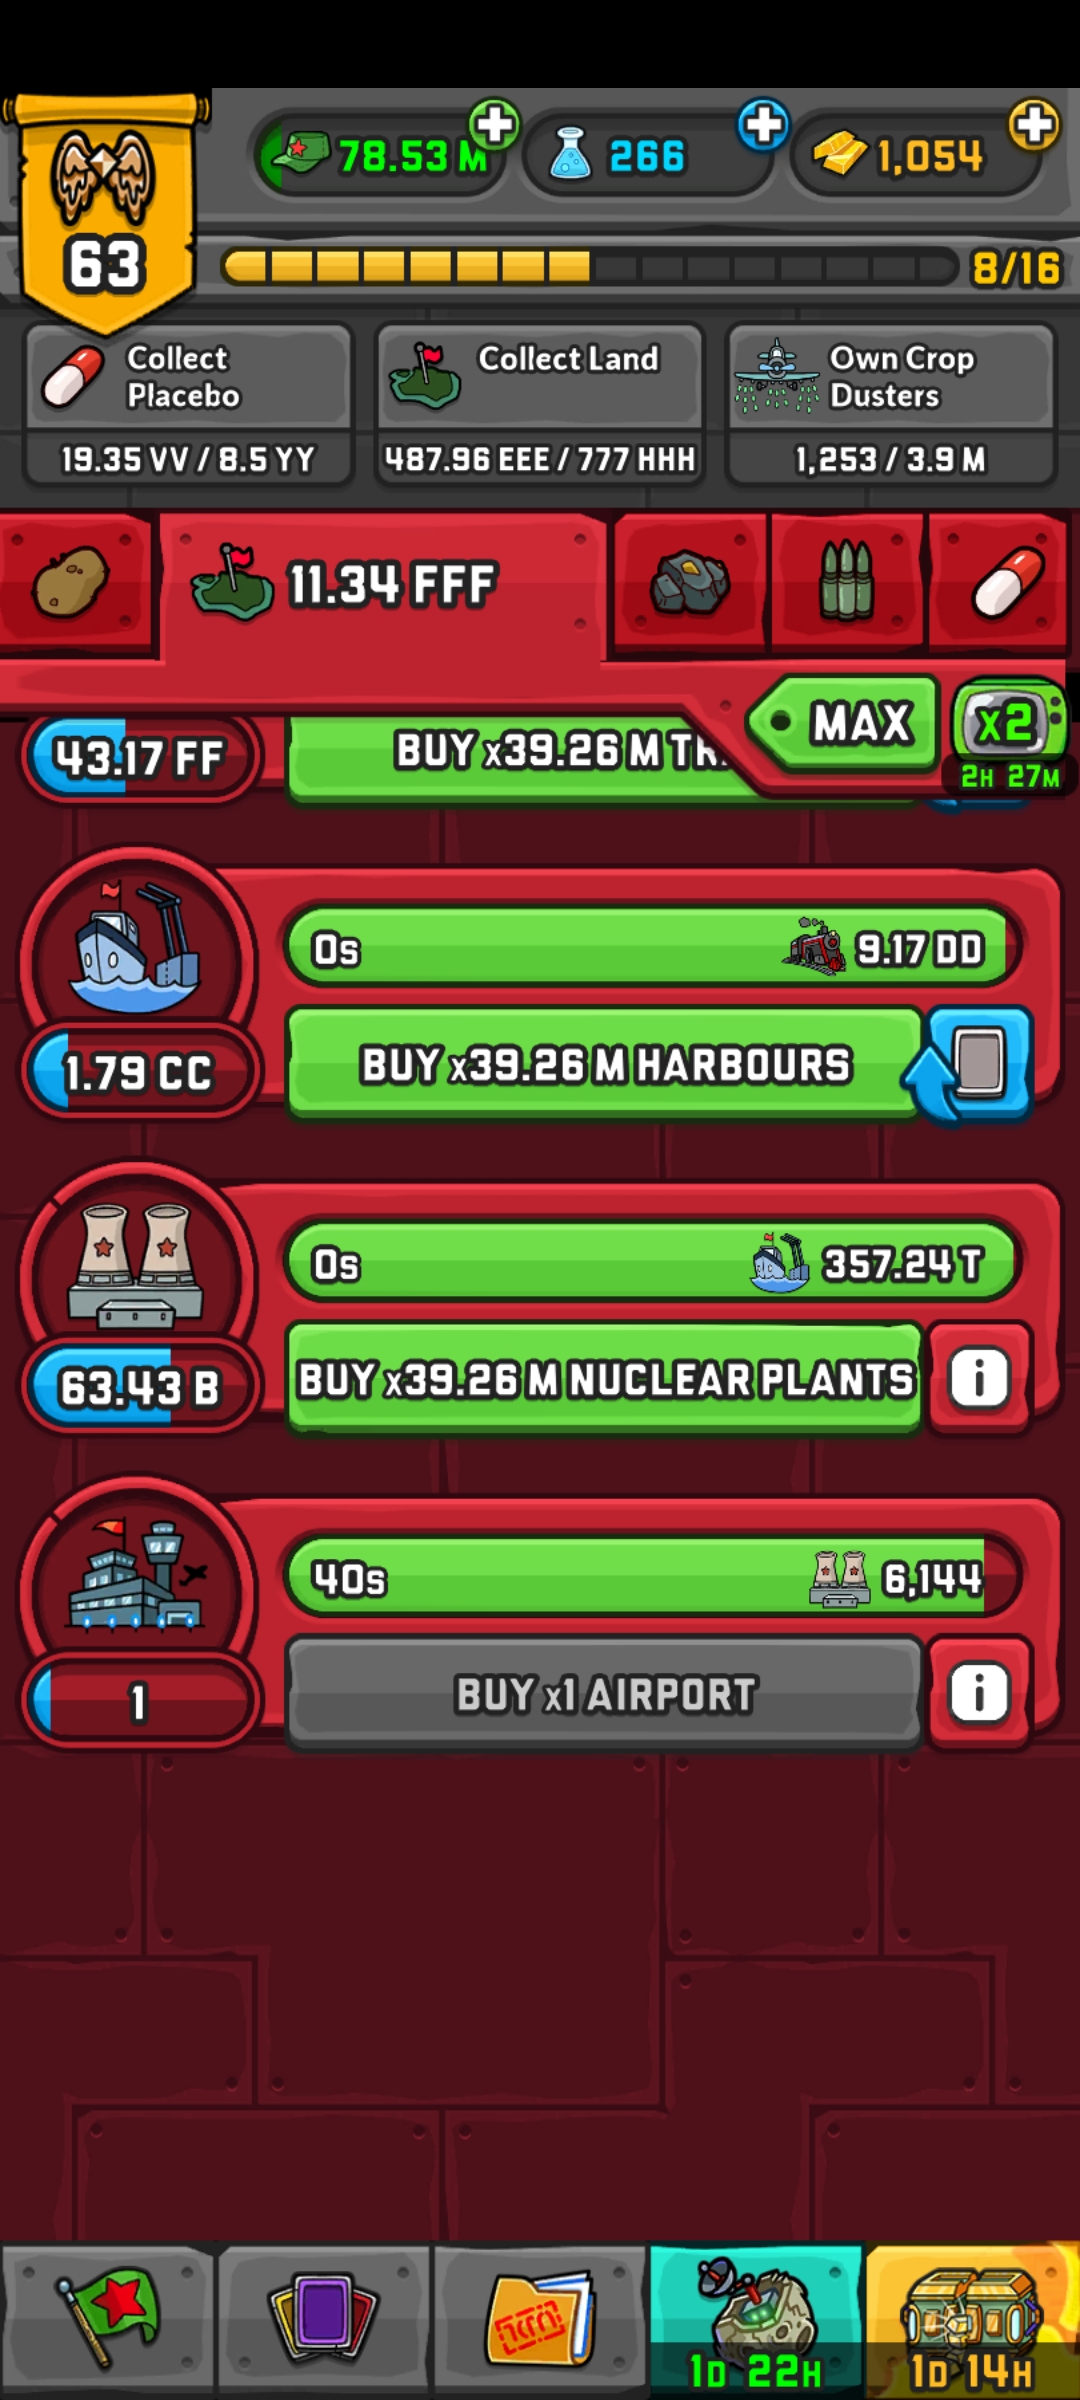 78.53 M
266
1,054
63
8/16
Collect
Placebo
19.35 VV / 8.5 YY
Collect Land
487.96 EEE / 777 HHH
Own Crop
Dusters
1,253 / 3.9 M
11.34 FFF
MAX
x2
2H 27M
43.17 FF
BUY x39.26 M
0s
9.17 DD
1.79 CC
BUY x39.26 M HARBOURS
0s
357.24 T
63.43 B
BUY x39.26 M NUCLEAR PLANTS
i
40s
6,144
1
BUY x1 AIRPORT
i
1D 22H
1D 14H